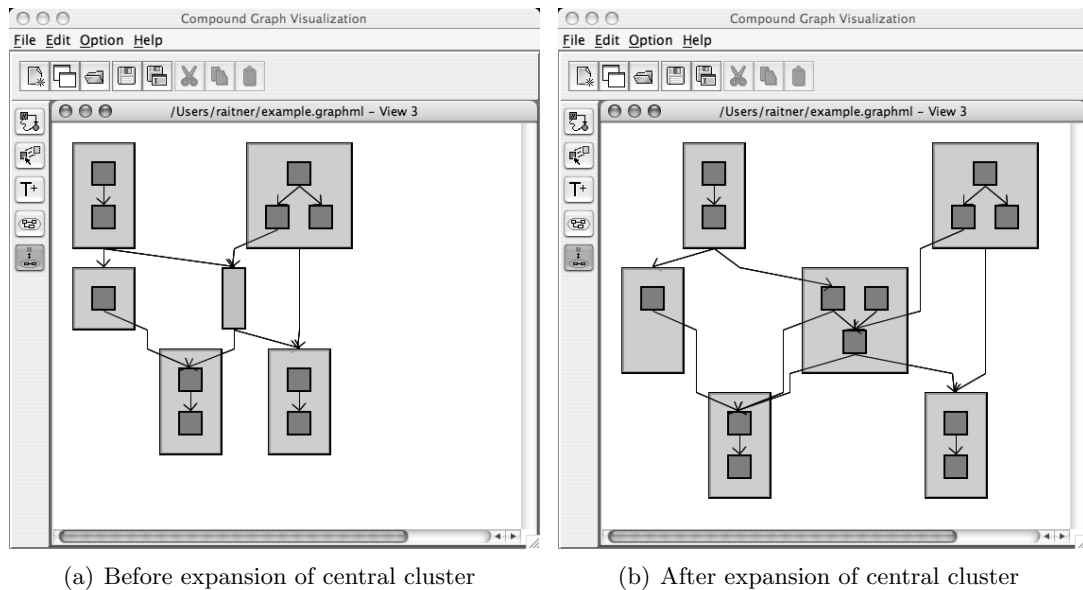 Compound Graph Visualization
File Edit Option Help
/Users/raitner/example.graphml – View 3
T+
(a) Before expansion of central cluster
Compound Graph Visualization
File Edit Option Help
/Users/raitner/example.graphml – View 3
T+
(b) After expansion of central cluster